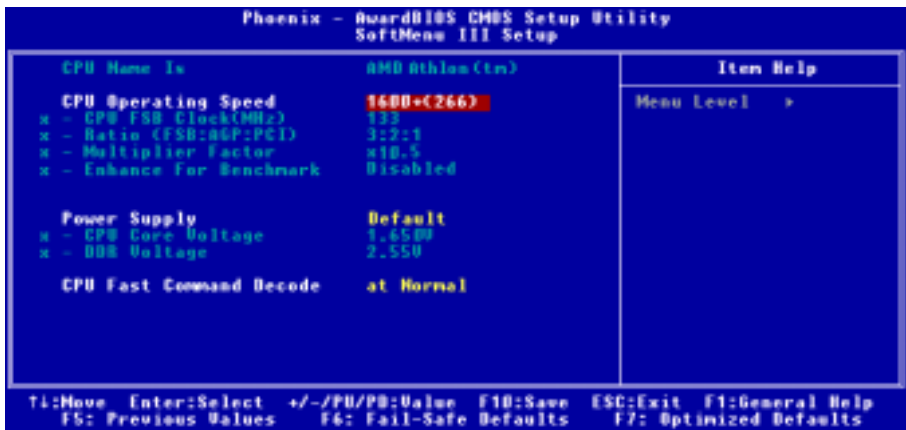 Phoenix - AwardBIOS CMOS Setup Utility
SoftMenu III Setup
CPU Name Is AMD Athlon(tm)
Item Help
CPU Operating Speed 1600+(266)
Menu Level ▸
x - CPU FSB Clock(MHz) 133
x - Ratio (FSB:AGP:PCI) 3:2:1
x - Multiplier Factor x10.5
x - Enhance For Benchmark Disabled
Power Supply Default
x - CPU Core Voltage 1.650V
x - DDR Voltage 2.55V
CPU Fast Command Decode at Normal
↑↓:Move Enter:Select +/-/PU/PD:Value F10:Save ESC:Exit F1:General Help
F5: Previous Values F6: Fail-Safe Defaults F7: Optimized Defaults